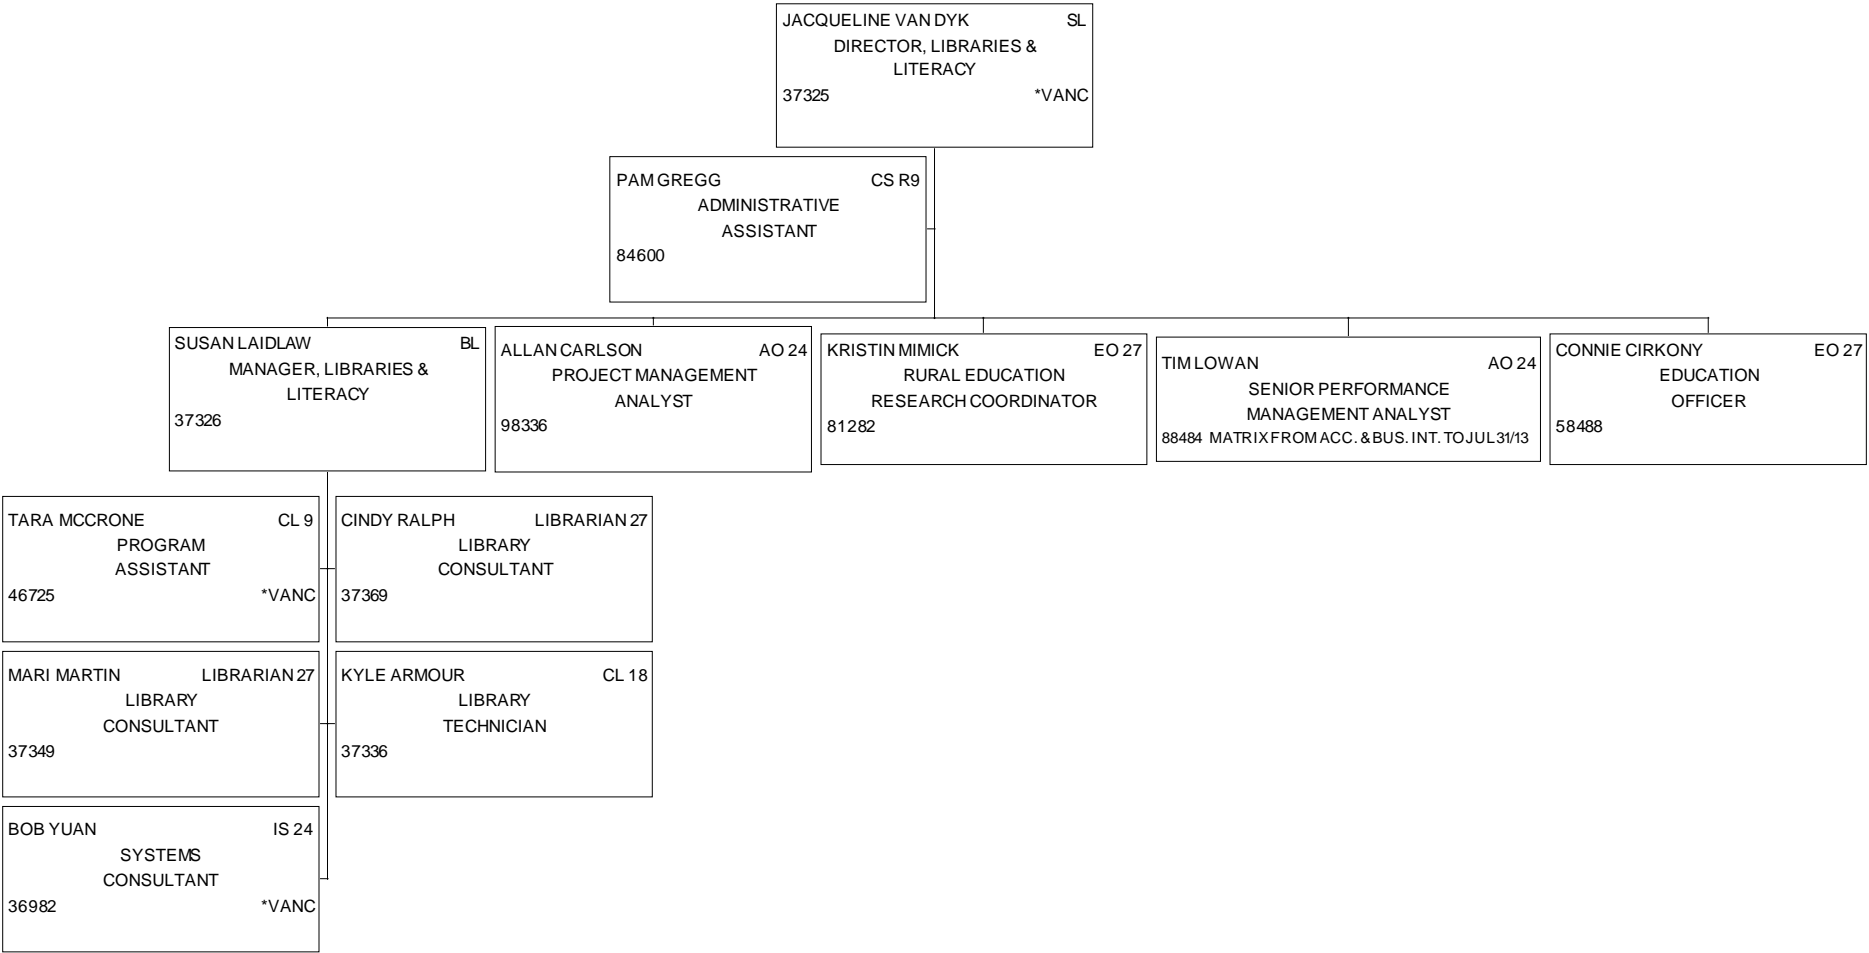 JACQUELINE VAN DYK SL
DIRECTOR, LIBRARIES &
LITERACY
37325 *VANC
PAM GREGG CS R9
ADMINISTRATIVE
ASSISTANT
84600
SUSAN LAIDLAW BL
MANAGER, LIBRARIES &
LITERACY
37326
ALLAN CARLSON AO 24
PROJECT MANAGEMENT
ANALYST
98336
KRISTIN MIMICK EO 27
RURAL EDUCATION
RESEARCH COORDINATOR
81282
TIM LOWAN AO 24
SENIOR PERFORMANCE
MANAGEMENT ANALYST
88484 MATRIX FROM ACC. & BUS. INT. TO JUL 31/13
CONNIE CIRKONY EO 27
EDUCATION
OFFICER
58488
TARA MCCRONE CL 9
PROGRAM
ASSISTANT
46725 *VANC
CINDY RALPH LIBRARIAN 27
LIBRARY
CONSULTANT
37369
MARI MARTIN LIBRARIAN 27
LIBRARY
CONSULTANT
37349
KYLE ARMOUR CL 18
LIBRARY
TECHNICIAN
37336
BOB YUAN IS 24
SYSTEMS
CONSULTANT
36982 *VANC